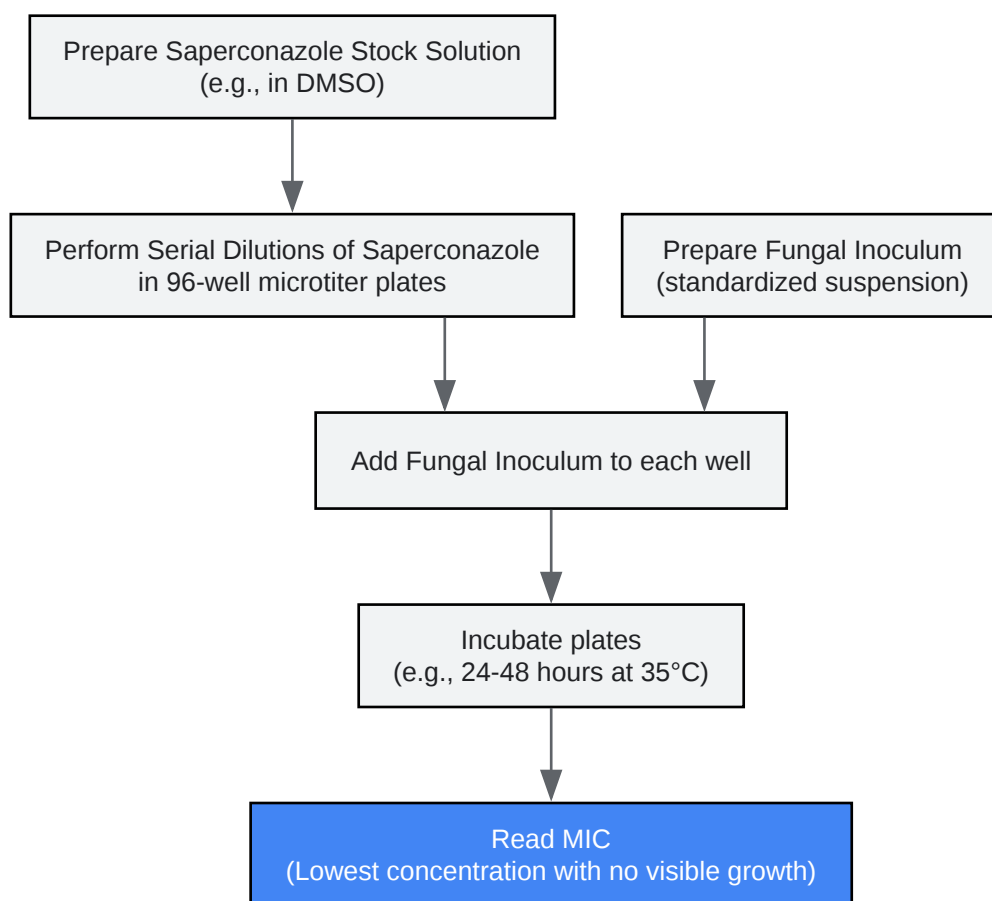 Prepare Saperconazole Stock Solution
(e.g., in DMSO)
Perform Serial Dilutions of Saperconazole
in 96-well microtiter plates
Prepare Fungal Inoculum
(standardized suspension)
Add Fungal Inoculum to each well
Incubate plates
(e.g., 24-48 hours at 35°C)
Read MIC
(Lowest concentration with no visible growth)